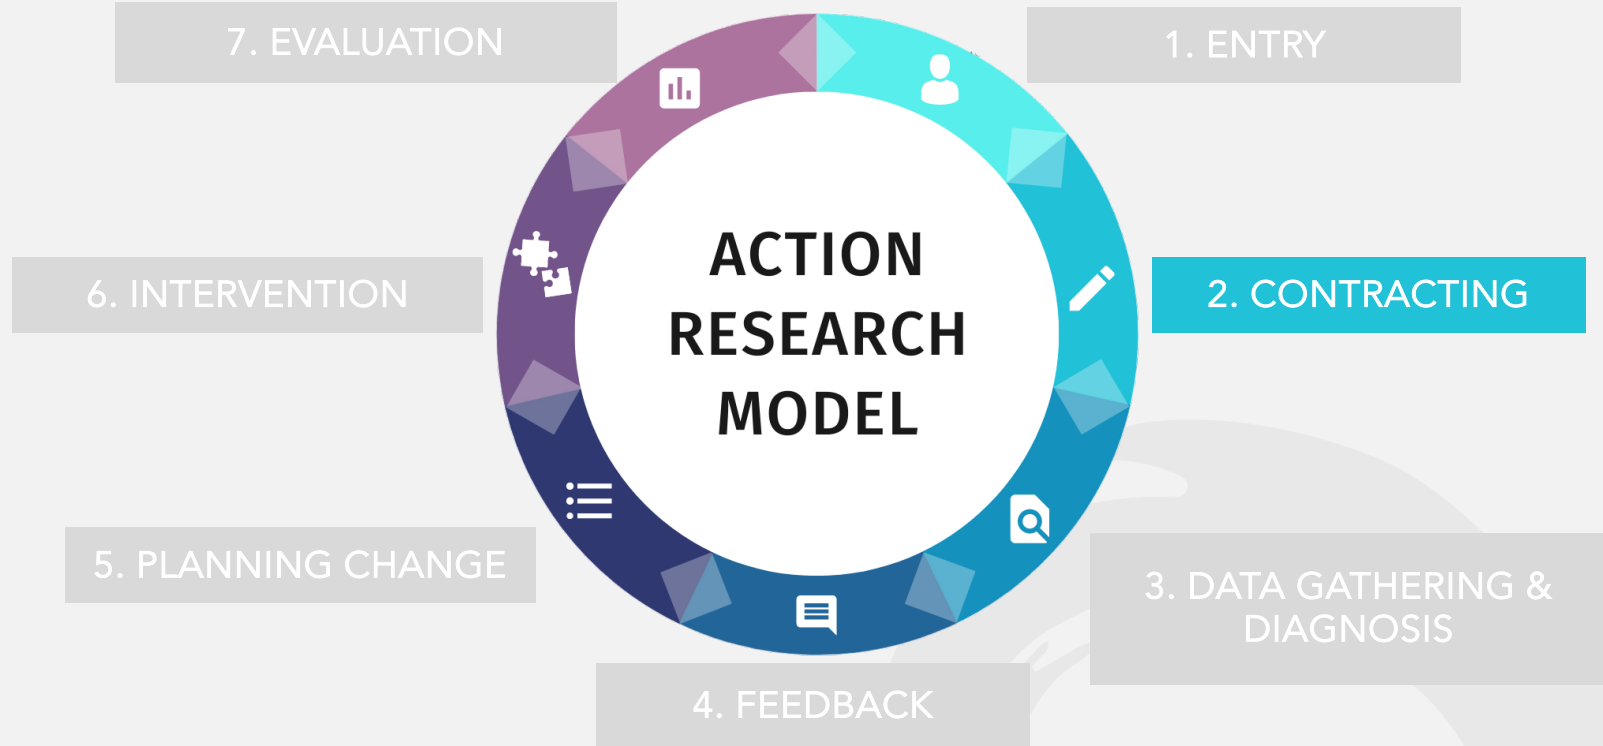 7. EVALUATION
1. ENTRY
ACTION
RESEARCH
MODEL
6. INTERVENTION
2. CONTRACTING
5. PLANNING CHANGE
3. DATA GATHERING &
DIAGNOSIS
4. FEEDBACK